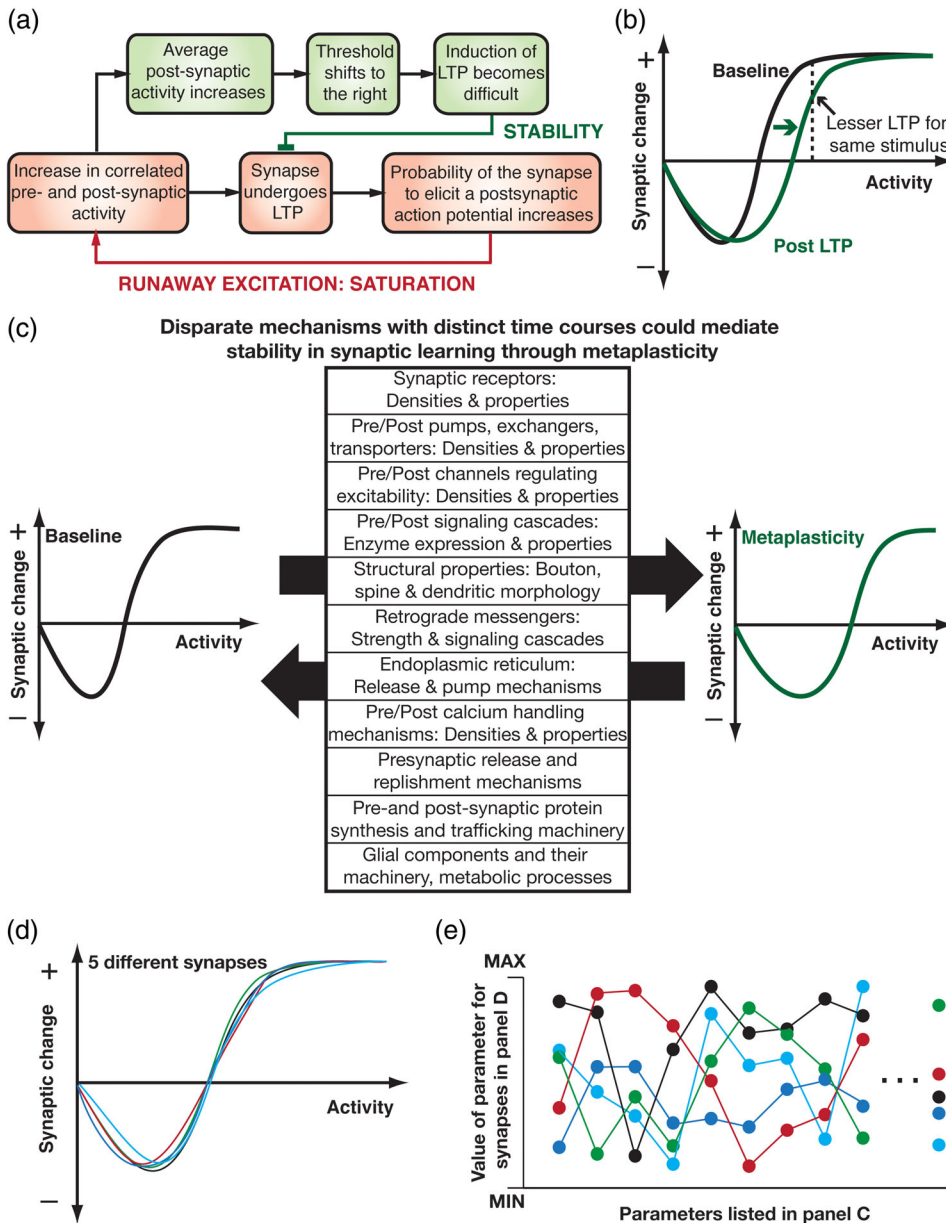 (a)
Average
post-synaptic
activity increases
Threshold
shifts to
the right
Induction of
LTP becomes
difficult
STABILITY
Increase in correlated
pre- and post-synaptic
activity
Synapse
undergoes
LTP
Probability of the synapse
to elicit a postsynaptic
action potential increases
RUNAWAY EXCITATION: SATURATION
(b)
+
Synaptic change
–
Baseline
Lesser LTP for
same stimulus
Activity
Post LTP
(c)
Disparate mechanisms with distinct time courses could mediate
stability in synaptic learning through metaplasticity
Synaptic receptors:
Densities & properties
Pre/Post pumps, exchangers,
transporters: Densities & properties
Pre/Post channels regulating
excitability: Densities & properties
Pre/Post signaling cascades:
Enzyme expression & properties
Structural properties: Bouton,
spine & dendritic morphology
Retrograde messengers:
Strength & signaling cascades
Endoplasmic reticulum:
Release & pump mechanisms
Pre/Post calcium handling
mechanisms: Densities & properties
Presynaptic release and
replishment mechanisms
Pre-and post-synaptic protein
synthesis and trafficking machinery
Glial components and their
machinery, metabolic processes
+
Synaptic change
–
Baseline
Activity
+
Synaptic change
–
Metaplasticity
Activity
(d)
+
Synaptic change
–
5 different synapses
Activity
(e)
MAX
Value of parameter for
synapses in panel D
MIN
...
Parameters listed in panel C